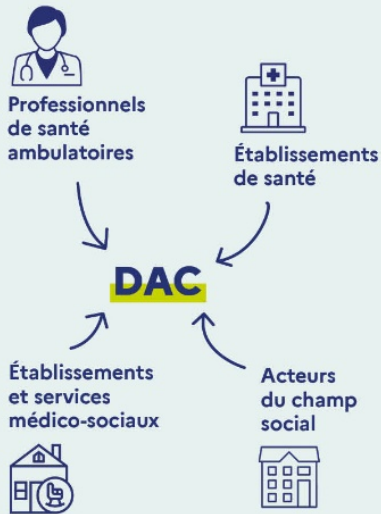 Professionnels
de santé
ambulatoires
Établissements
de santé
DAC
Établissements
et services
médico-sociaux
Acteurs
du champ
social